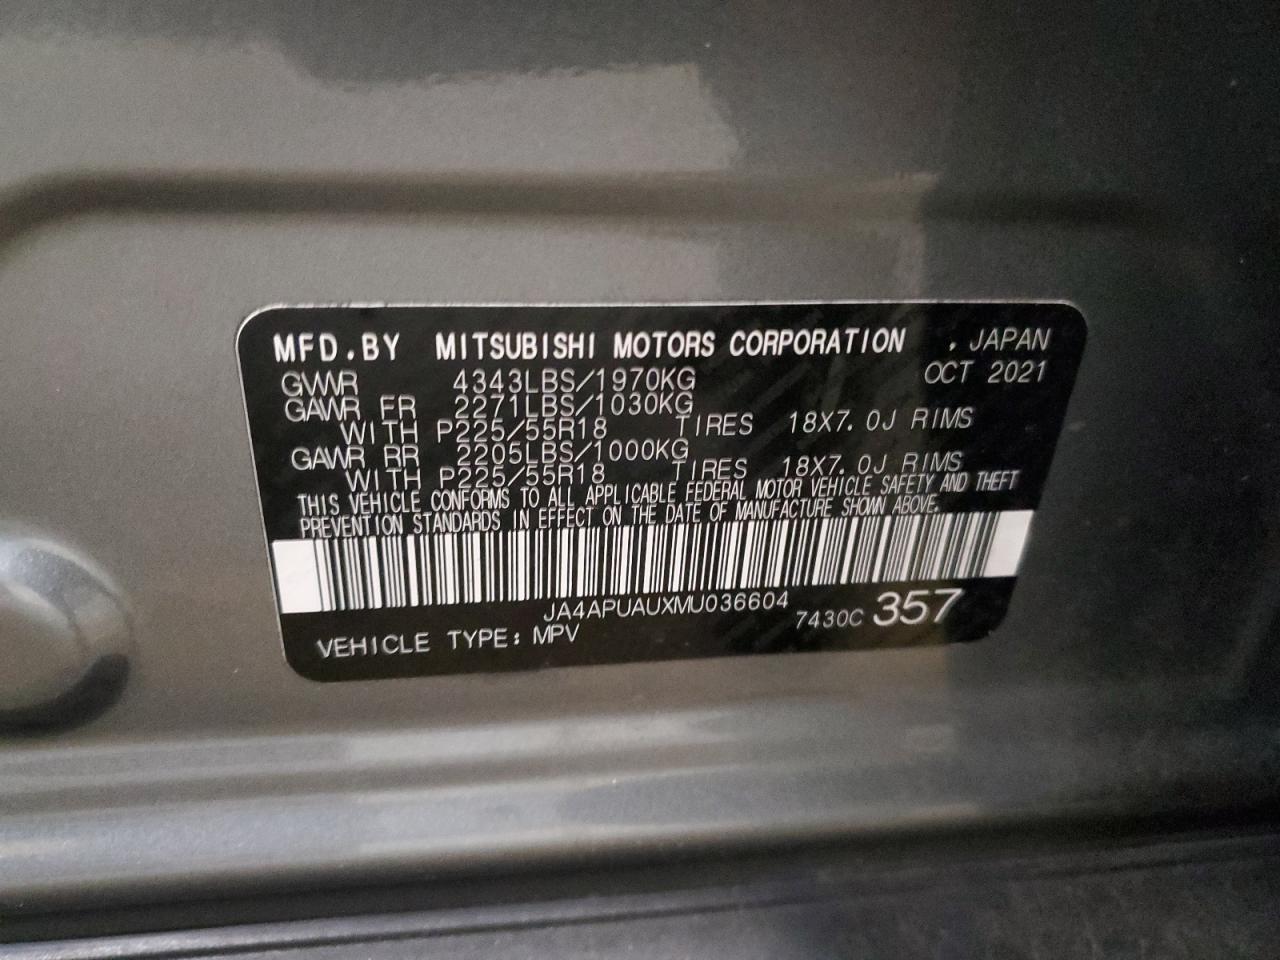 MFD.BY MITSUBISHI MOTORS CORPORATION , JAPAN
GVWR 4343LBS/1970KG OCT 2021
GAWR FR 2271LBS/1030KG
WITH P225/55R18 TIRES 18X7.0J RIMS
GAWR RR 2205LBS/1000KG
WITH P225/55R18 TIRES 18X7.0J RIMS
THIS VEHICLE CONFORMS TO ALL APPLICABLE FEDERAL MOTOR VEHICLE SAFETY AND THEFT
PREVENTION STANDARDS IN EFFECT ON THE DATE OF MANUFACTURE SHOWN ABOVE.
JA4APUAUXMU036604 7430C 357
VEHICLE TYPE: MPV